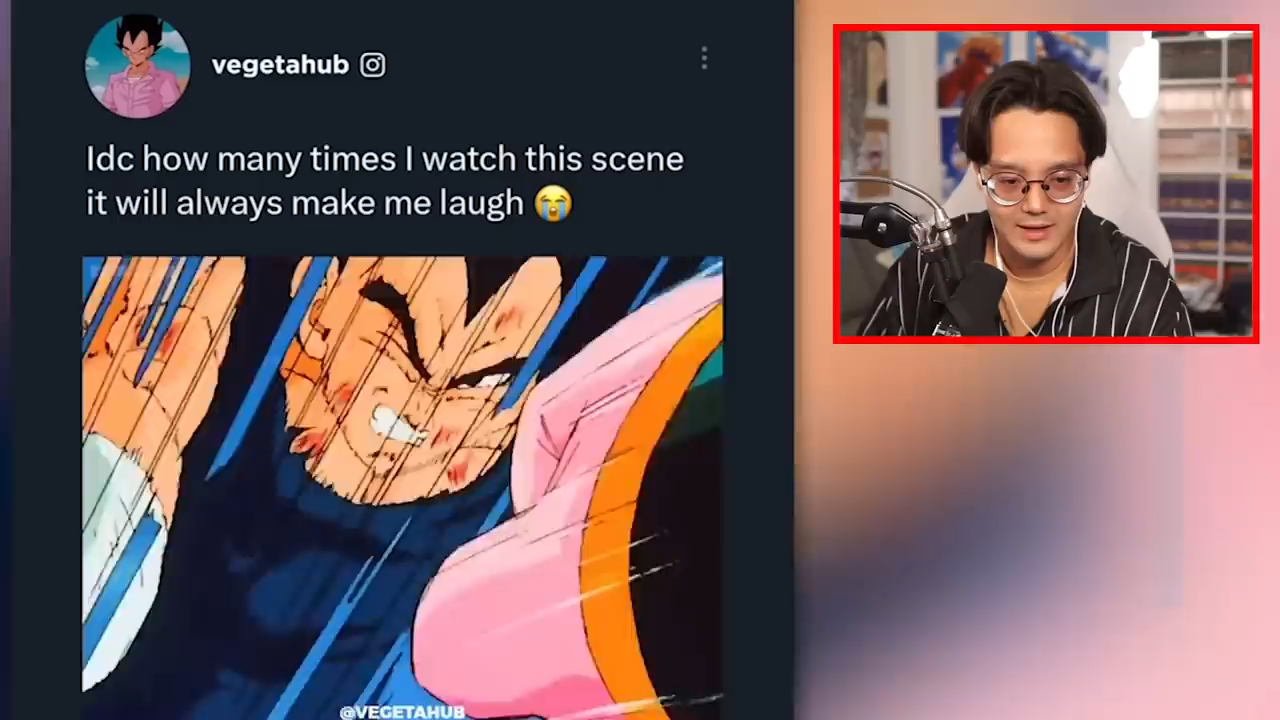 vegetahub
Idc how many times I watch this scene
it will always make me laugh 😭
@VEGETAHUB